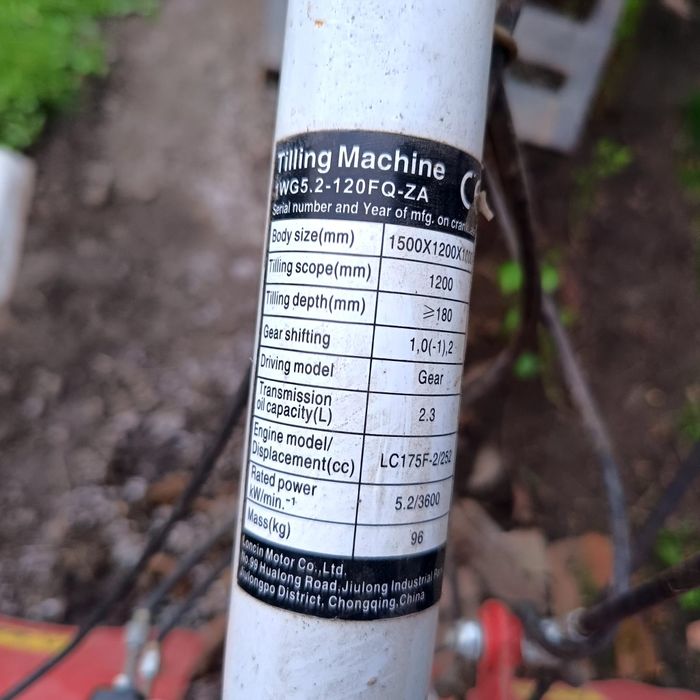 Tilling Machine
1WG5.2-120FQ-ZA
Serial number and Year of mfg. on
Body size(mm) 1500X1200X
Tilling scope(mm) 1200
Tilling depth(mm) ⩾180
Gear shifting 1,0(-1),2
Driving model Gear
Transmission
oil capacity(L) 2.3
Engine model/
Displacement(cc) LC175F-2/252
Rated power
kW/min.⁻¹ 5.2/3600
Mass(kg) 96
Loncin Motor Co.,Ltd.
No.99 Hualong Road,Jiulong Industrial
Jiulongpo District, Chongqing.China